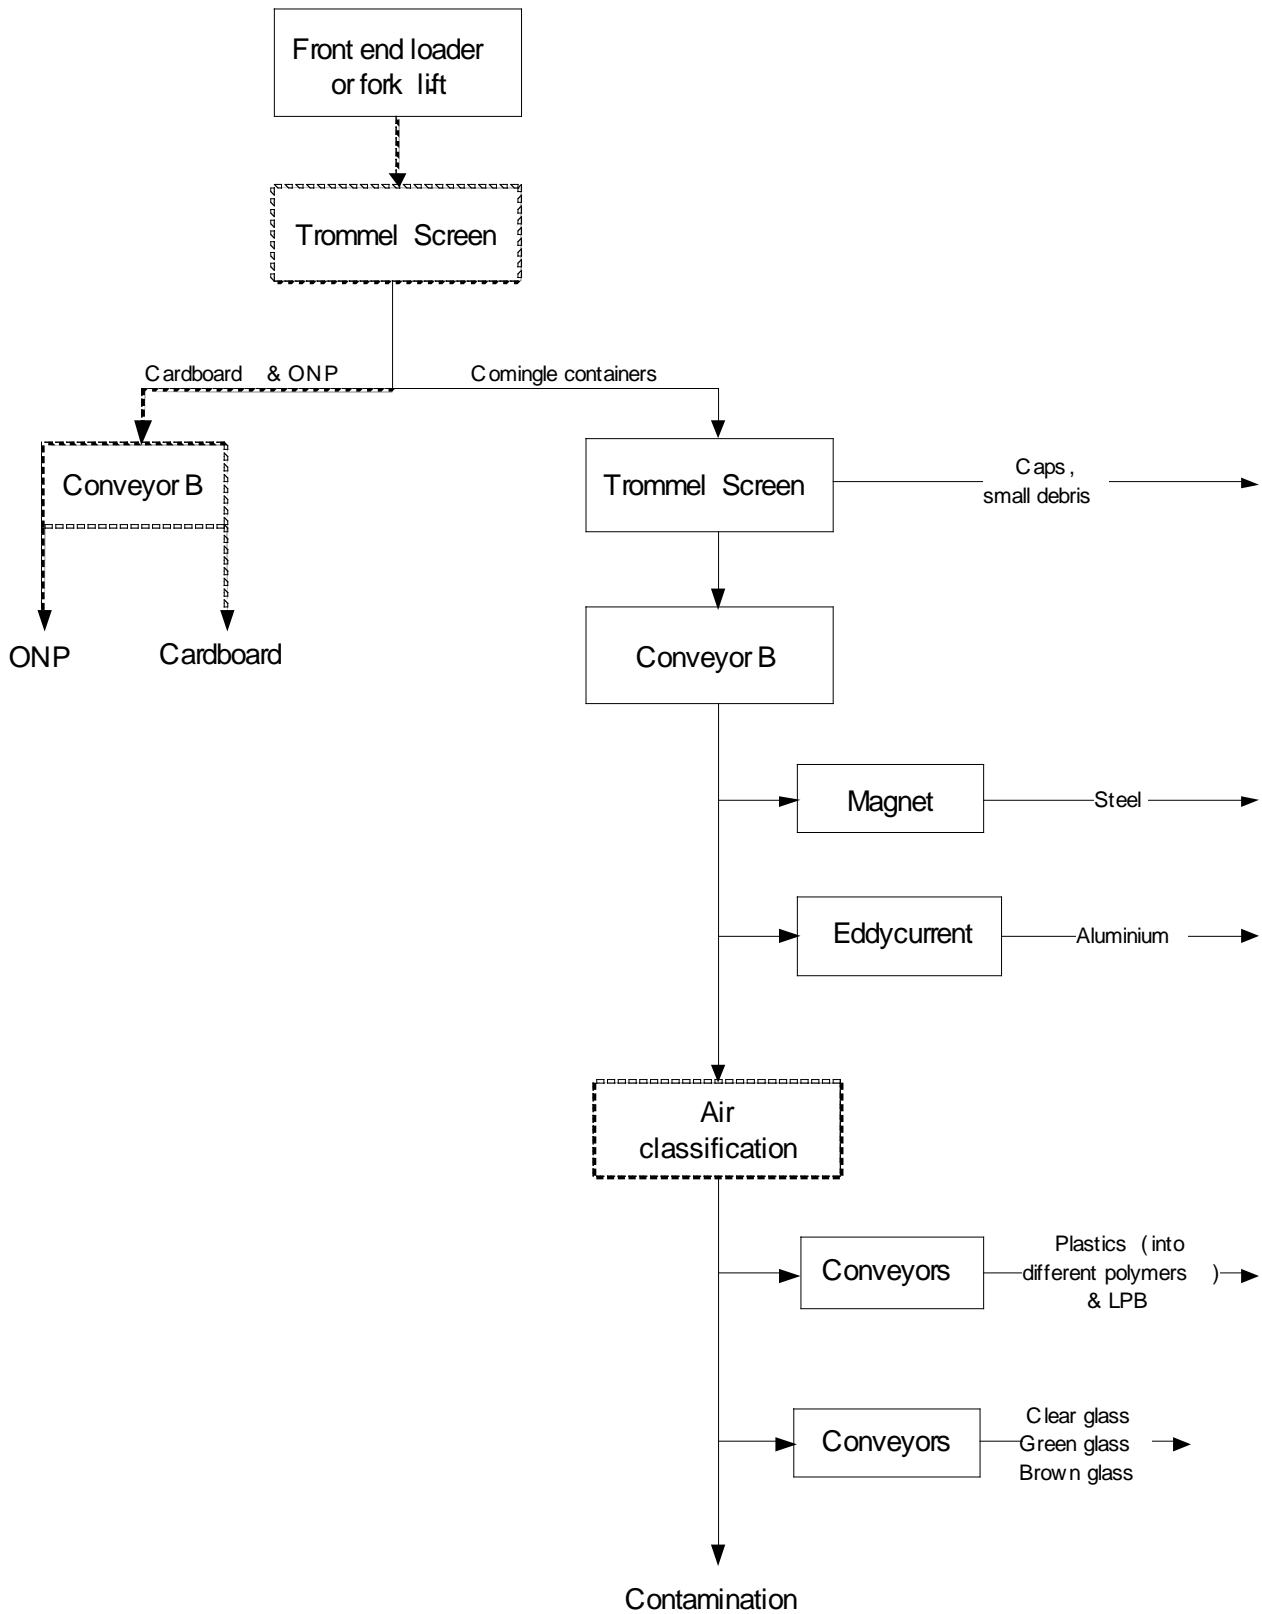 Front end loader
or fork lift
Trommel Screen
Cardboard & ONP
Comingle containers
Conveyor B
Trommel Screen
Caps,
small debris
ONP
Cardboard
Conveyor B
Magnet
Steel
Eddycurrent
Aluminium
Air
classification
Conveyors
Plastics (into
different polymers )
& LPB
Conveyors
Clear glass
Green glass
Brown glass
Contamination